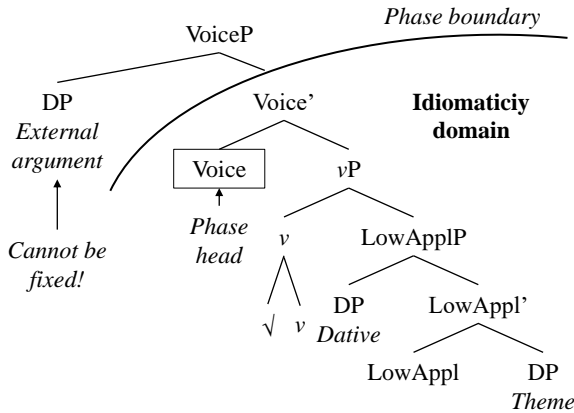 Phase boundary
VoiceP
DP
External
argument
Voice’
Idiomaticiy
domain
Voice
vP
Cannot be
fixed!
Phase
head
v
LowApplP
√
v
DP
Dative
LowAppl’
LowAppl
DP
Theme